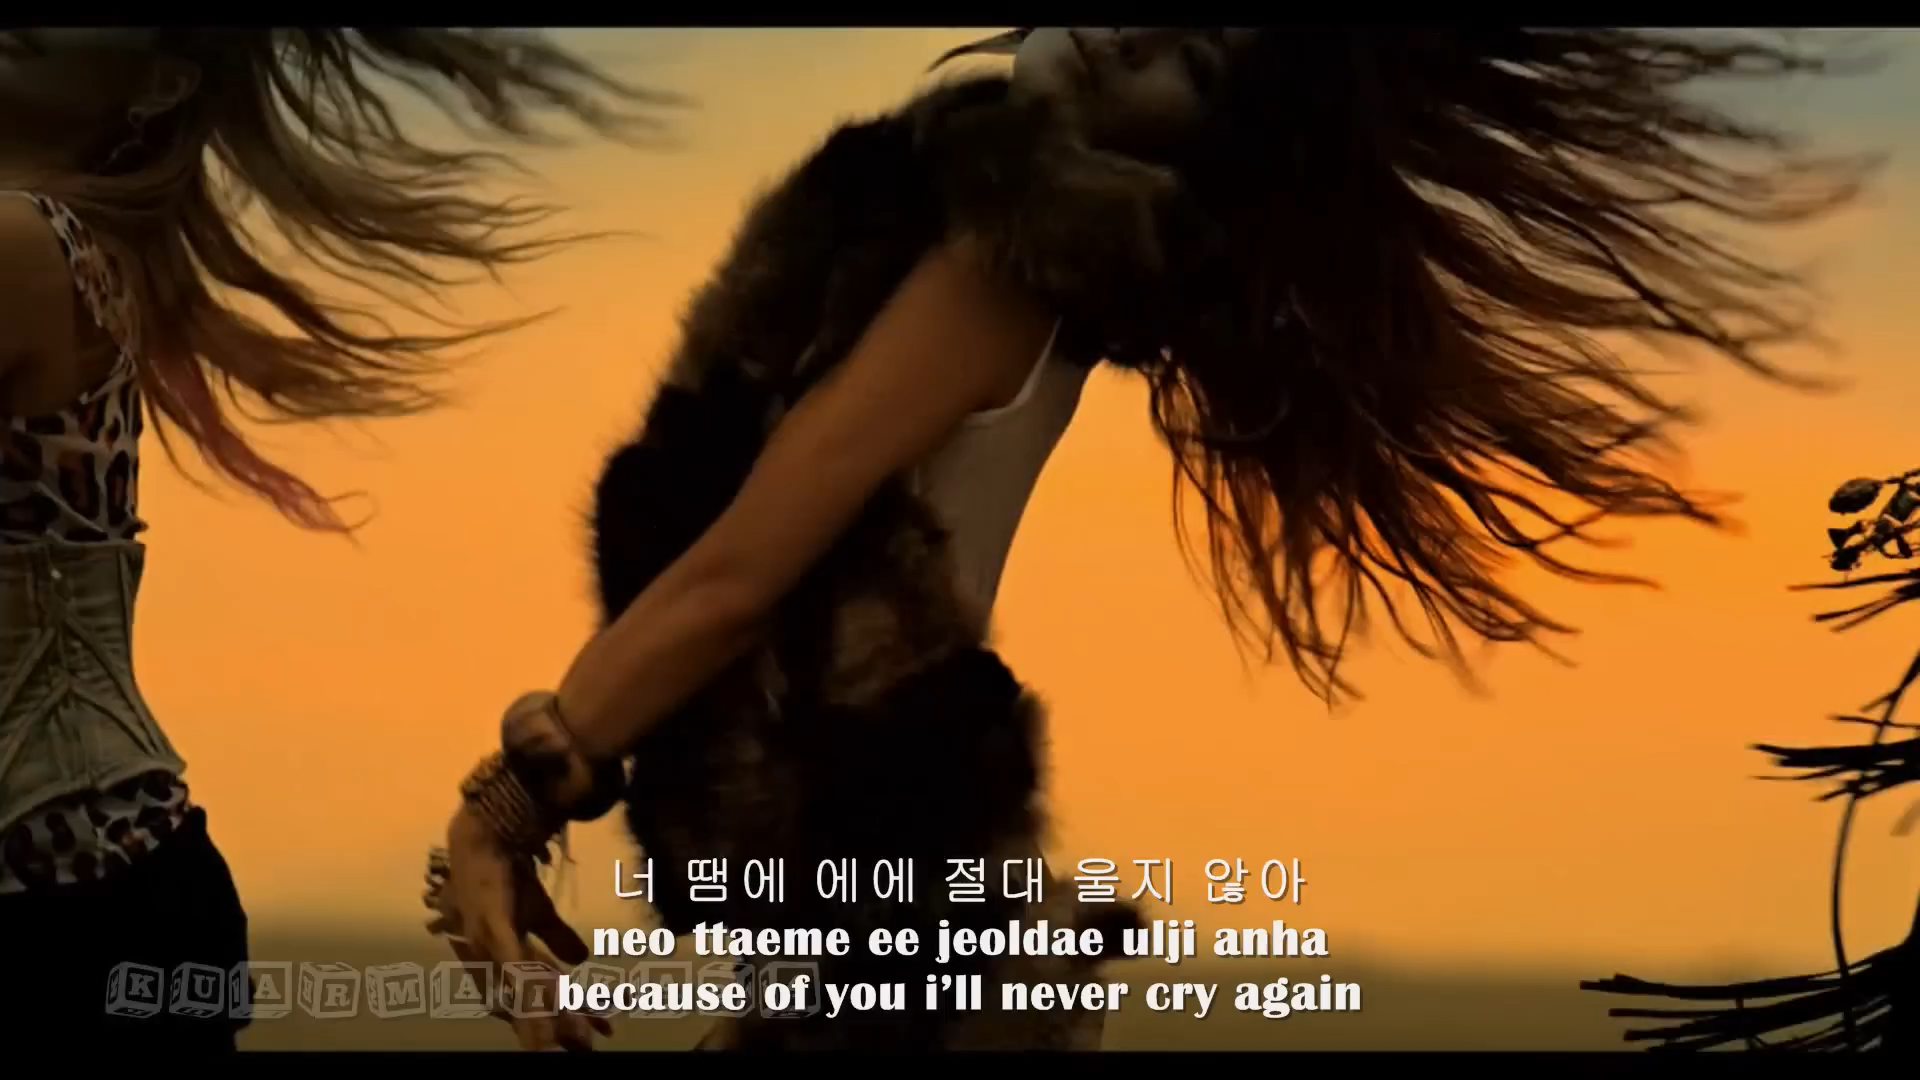 너 땜에 에에 절대 울지 않아
neo ttaeme ee jeoldae ulji anha
because of you i'll never cry again